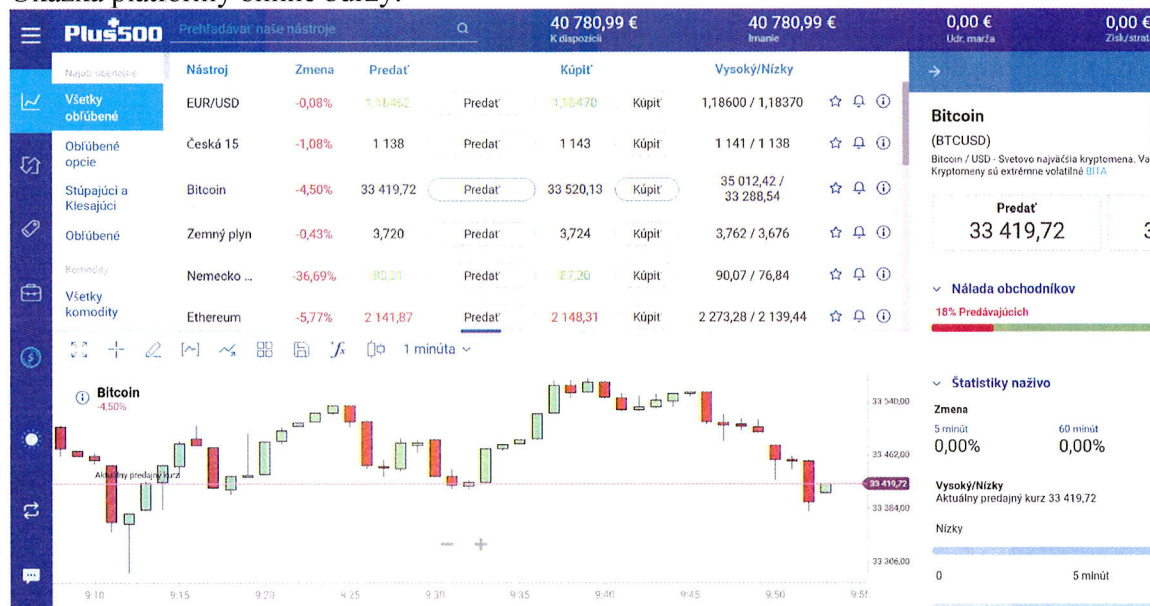 Ukážka platformy online burzy:
Plus500
Prehľadávať naše nástroje
40 780,99 €
K dispozícii
40 780,99 €
Imanie
0,00 €
Udr. marža
0,00 €
Zisk/strat
Nástroj Zmena Predať Kúpiť Vysoký/Nízky
Všetky obľúbené
Obľúbené opcie
Stúpajúci a Klesajúci
Obľúbené
Komodity
Všetky komodity
EUR/USD -0,08% 1,18462 Predať 1,18470 Kúpiť 1,18600 / 1,18370
Česká 15 -1,08% 1 138 Predať 1 143 Kúpiť 1 141 / 1 138
Bitcoin -4,50% 33 419,72 Predať 33 520,13 Kúpiť 35 012,42 / 33 288,54
Zemný plyn -0,43% 3,720 Predať 3,724 Kúpiť 3,762 / 3,676
Nemecko ... -36,69% Predať 87,20 Kúpiť 90,07 / 76,84
Ethereum -5,77% 2 141,87 Predať 2 148,31 Kúpiť 2 273,28 / 2 139,44
1 minúta
Bitcoin
-4,50%
Aktuálny predajný kurz
33 540,00
33 462,00
33 419,72
33 384,00
33 306,00
9:10 9:15 9:20 9:25 9:30 9:35 9:40 9:45 9:50 9:55
Bitcoin
(BTCUSD)
Bitcoin / USD - Svetovo najväčšia kryptomena. Va
Kryptomeny sú extrémne volatilné BITA
Predať
33 419,72
3
Nálada obchodníkov
18% Predávajúcich
Štatistiky naživo
Zmena
5 minút 60 minút
0,00% 0,00%
Vysoký/Nízky
Aktuálny predajný kurz 33 419,72
Nízky
0 5 minút